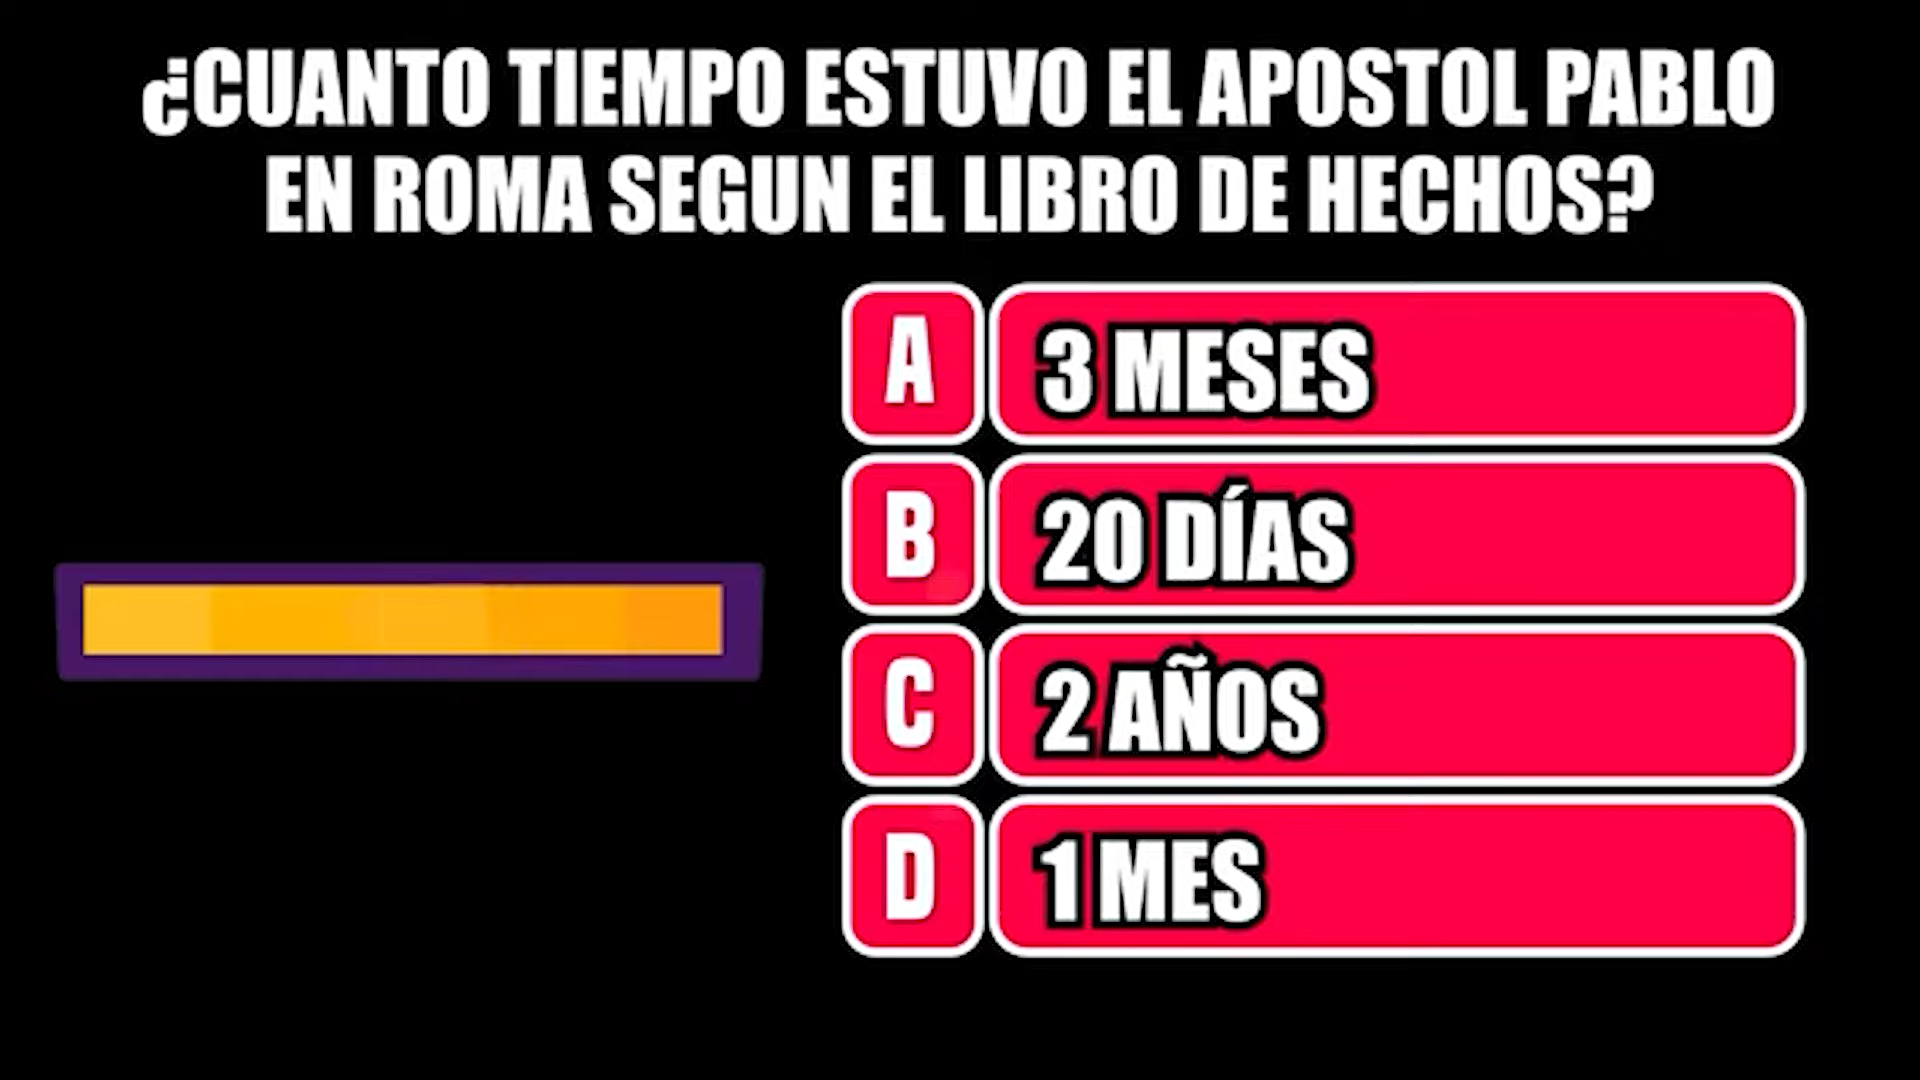 ¿CUANTO TIEMPO ESTUVO EL APOSTOL PABLO
EN ROMA SEGUN EL LIBRO DE HECHOS?
A 3 MESES
B 20 DÍAS
C 2 AÑOS
D 1 MES